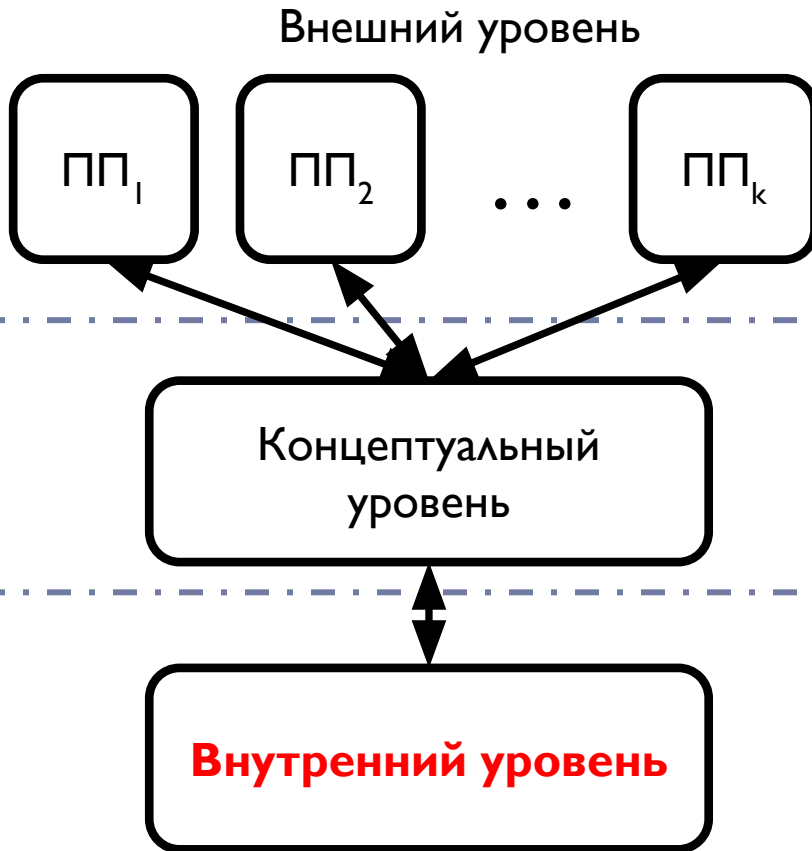 Внешний уровень
ПП₁ ПП₂ ... ППₖ
Концептуальный
уровень
Внутренний уровень